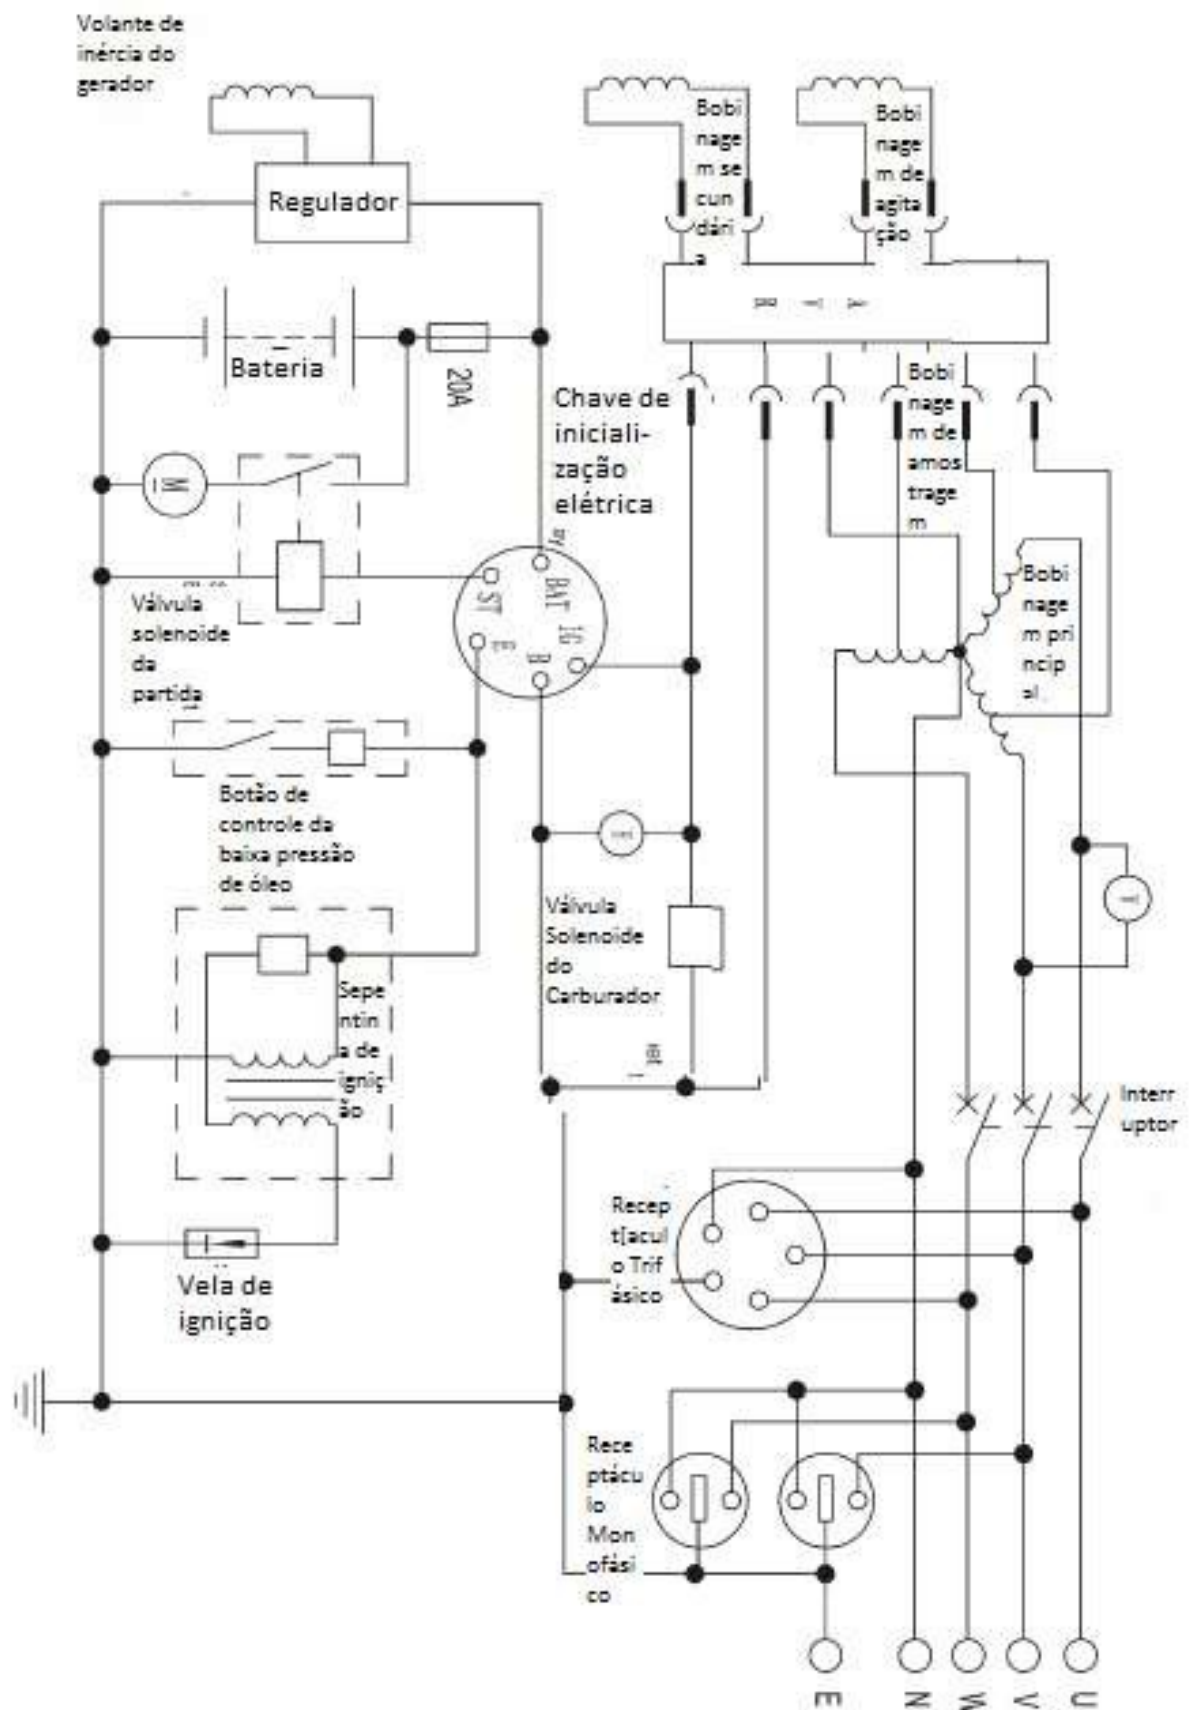 Volante de
inércia do
gerador
Regulador
Bateria
20A
Bobi
nage
m se
cun
dári
a
Bobi
nage
m de
agita
ção
Chave de
iniciali-
zação
elétrica
Bobi
nage
m de
amos
trage
m
Bobi
nage
m pri
ncip
al
M
ST
BAT
IG
Válvula
solenoide
da
partida
Botão de
controle da
baixa pressão
de óleo
Válvula
Solenoide
do
Carburador
Sepe
ntin
a de
igniç
ão
Interr
uptor
Recep
t[acul
o Trif
ásico
Vela de
ignição
Rece
ptácu
lo
Mon
ofási
co
E
N
W
V
U